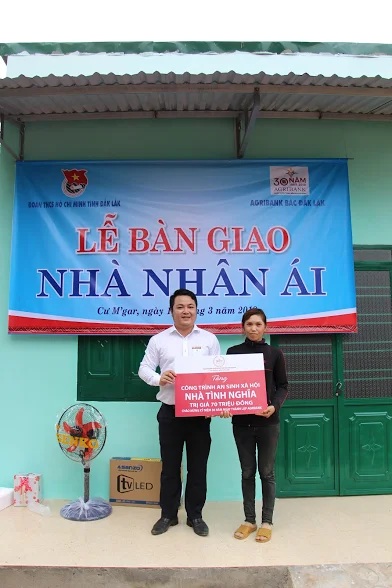 ĐOÀN TNCS HỒ CHÍ MINH TỈNH ĐẮK LẮK
30 NĂM
AGRIBANK
AGRIBANK BẮC ĐẮK LẮK
LỄ BÀN GIAO
NHÀ NHÂN ÁI
Cư M'gar, ngày 3 năm
Tặng
CÔNG TRÌNH AN SINH XÃ HỘI
NHÀ TÌNH NGHĨA
TRỊ GIÁ 70 TRIỆU ĐỒNG
tv LED